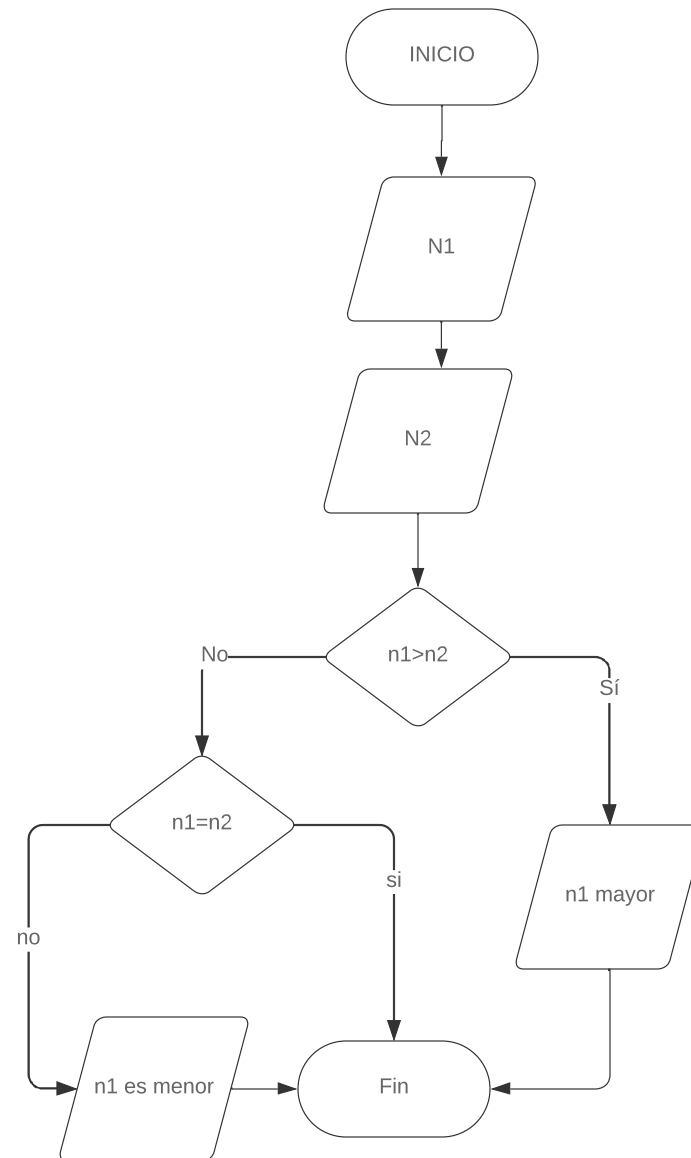 INICIO
N1
N2
n1>n2
No
Sí
n1=n2
si
n1 mayor
no
n1 es menor
Fin